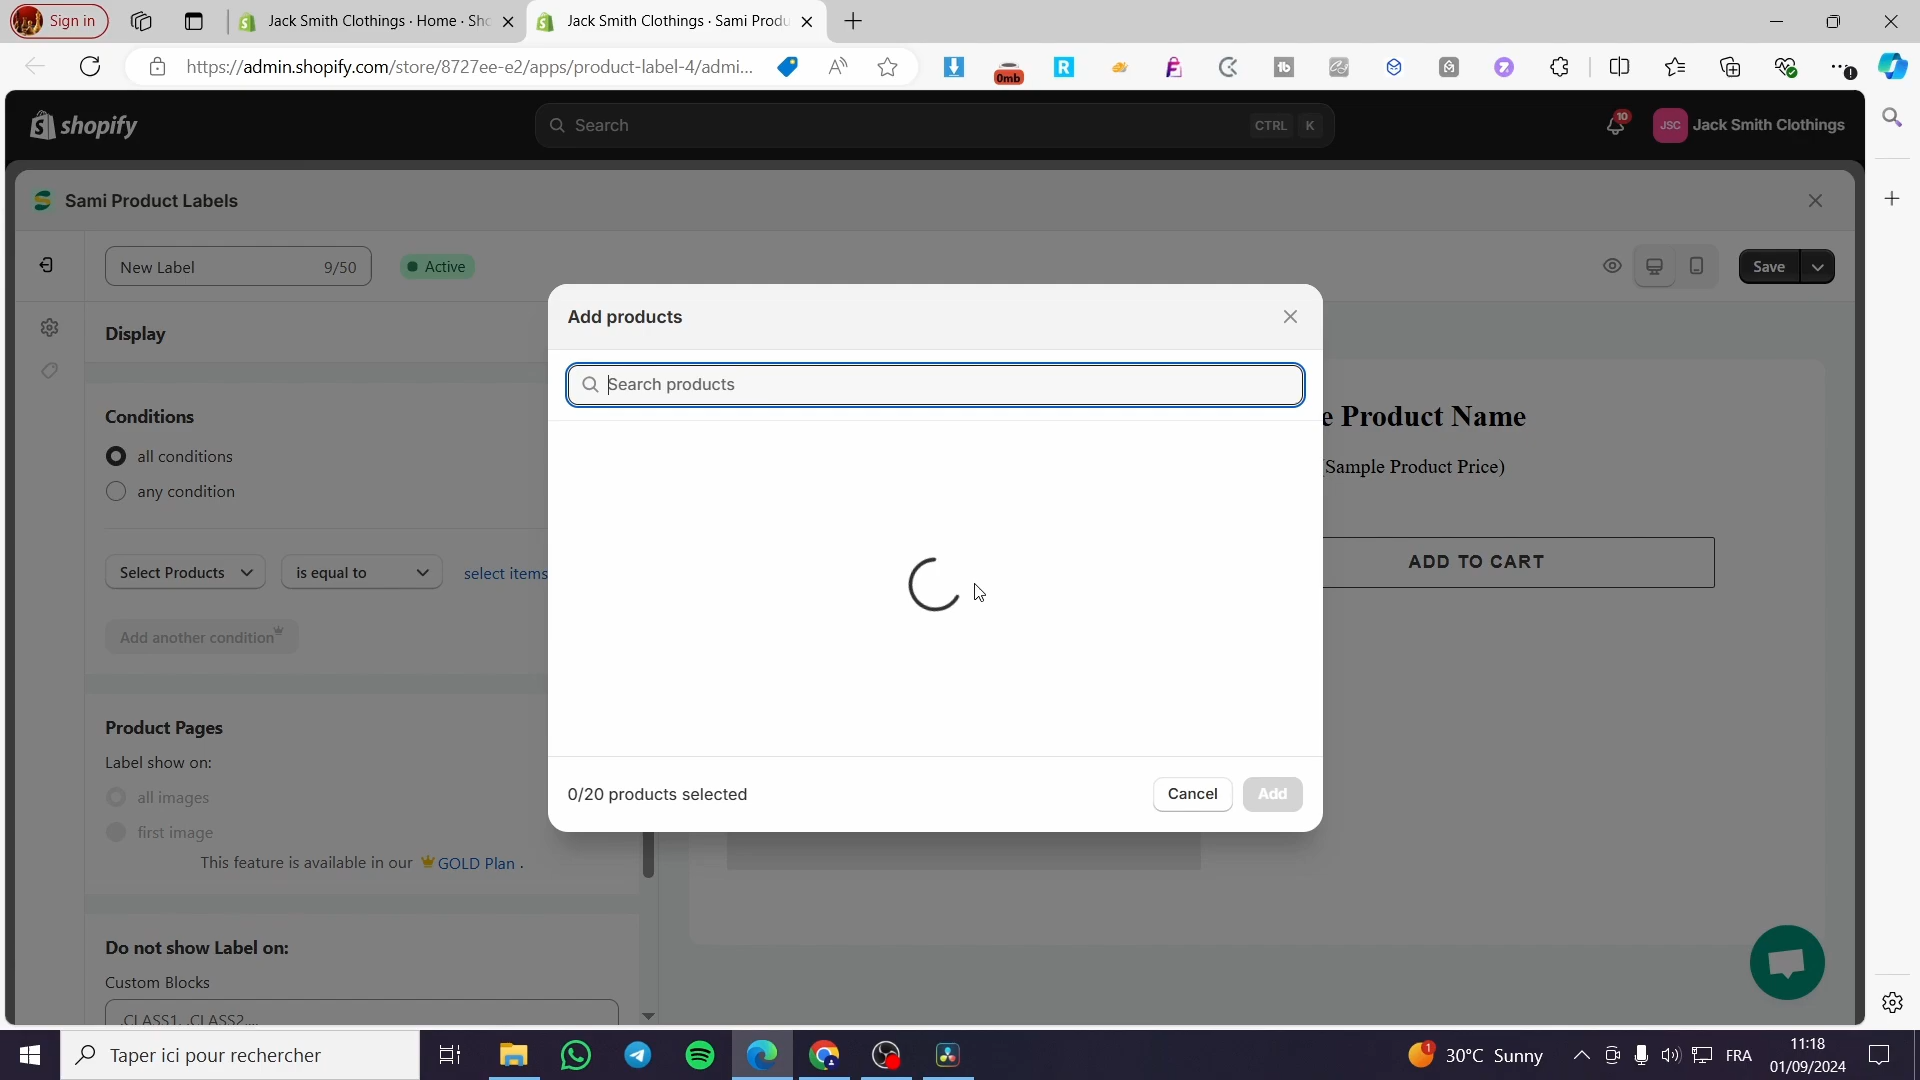 Sign in
Jack Smith Clothings · Home · Sho
Jack Smith Clothings · Sami Produ
https://admin.shopify.com/store/8727ee-e2/apps/product-label-4/admi...
0mb
shopify
Search
CTRL K
10
JSC
Jack Smith Clothings
Sami Product Labels
New Label
9/50
Active
Save
Display
Add products
Search products
Conditions
all conditions
any condition
e Product Name
(Sample Product Price)
Select Products
is equal to
select items
ADD TO CART
Add another condition
Product Pages
Label show on:
all images
first image
This feature is available in our GOLD Plan .
0/20 products selected
Cancel
Add
Do not show Label on:
Custom Blocks
.CLASS1, .CLASS2,...
Taper ici pour rechercher
1
30°C Sunny
FRA
11:18
01/09/2024